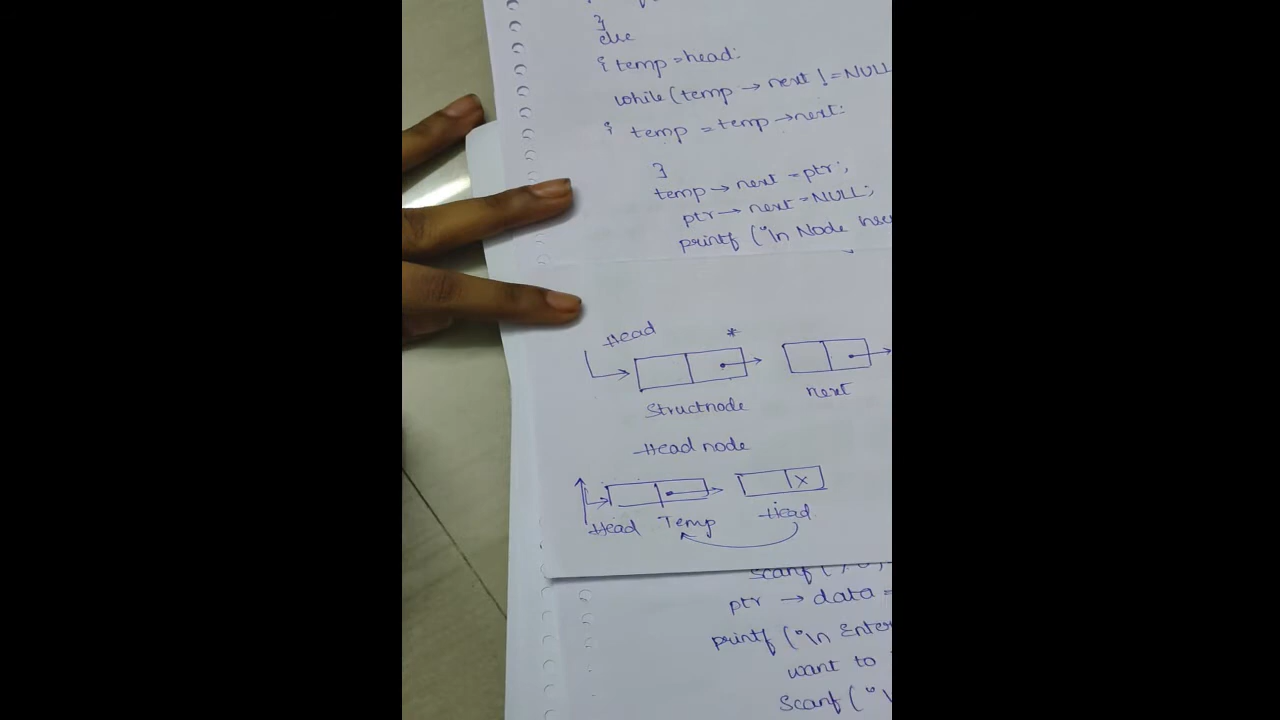 }
else
{ temp=head:
while(temp → next != NULL
{ temp = temp → next:
}
temp → next = ptr;
ptr → next = NULL;
printf ("\n Node
Head
*
Structnode
next
Head node
X
Head Temp Head
scanf (
ptr → data =
printf ("\n Enter
want to
Scanf ("\